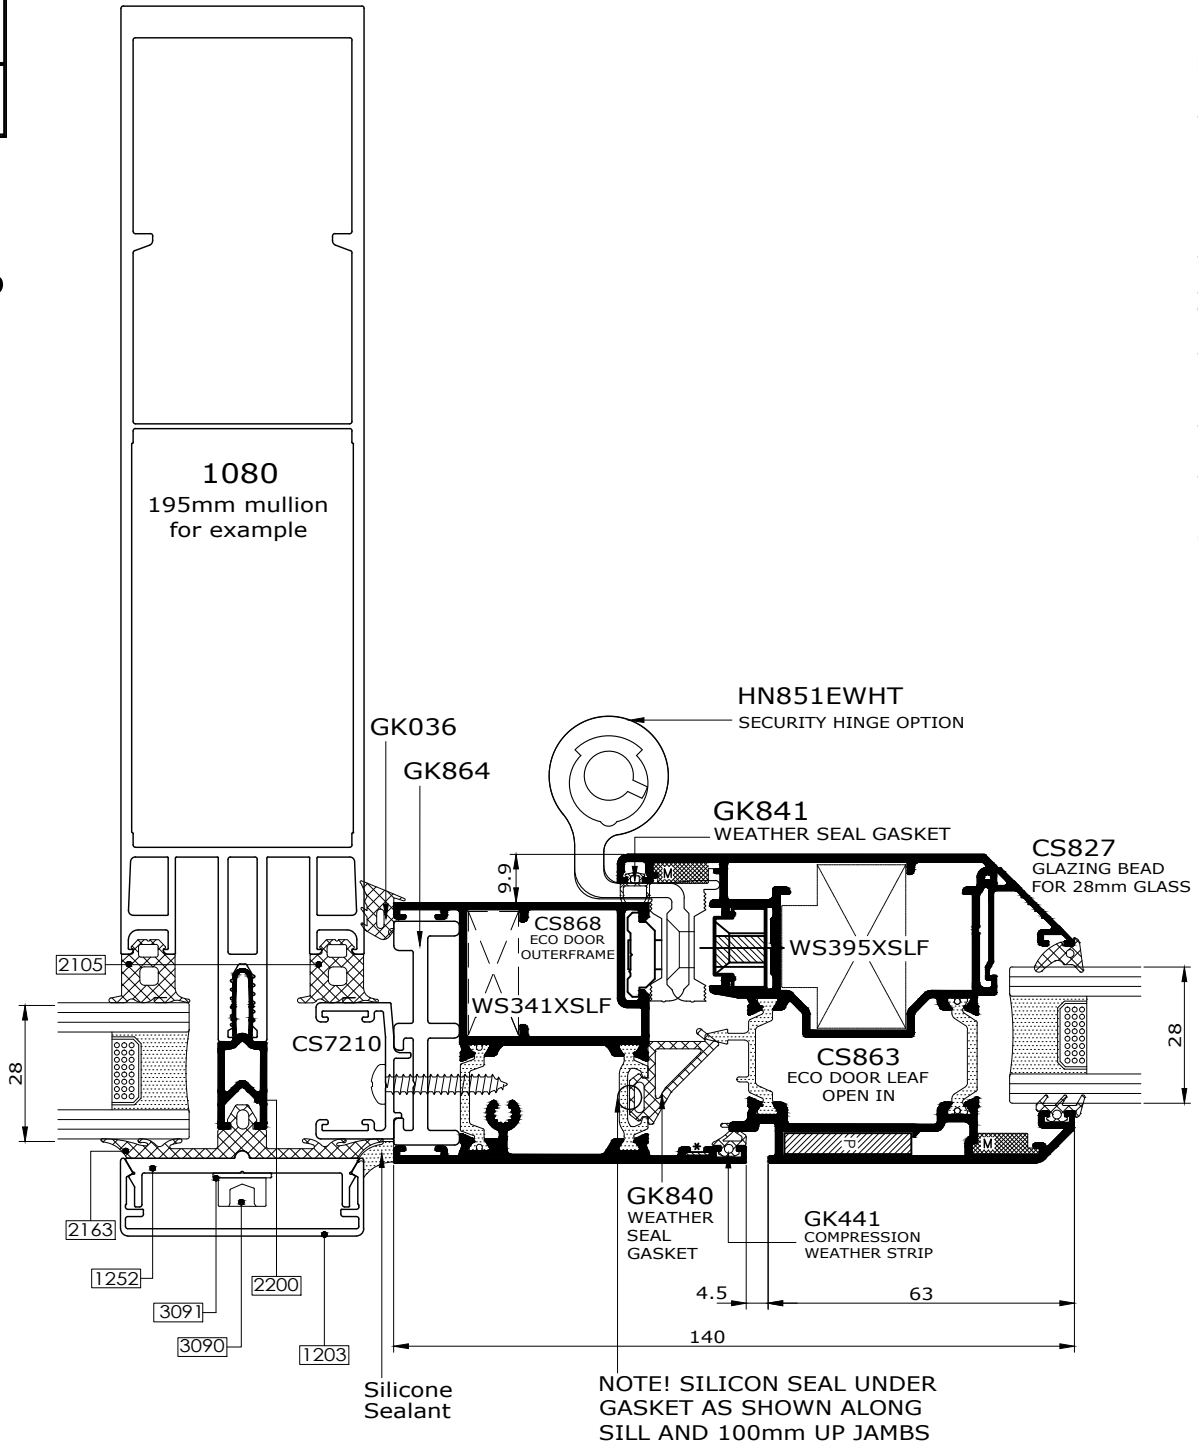 1080
195mm mullion
for example
HN851EWHT
SECURITY HINGE OPTION
GK036
GK864
GK841
WEATHER SEAL GASKET
CS827
GLAZING BEAD
FOR 28mm GLASS
9.9
M
CS868
ECO DOOR
OUTERFRAME
WS395XSLF
2105
WS341XSLF
CS7210
28
28
CS863
ECO DOOR LEAF
OPEN IN
P
M
*
GK840
WEATHER
SEAL
GASKET
GK441
COMPRESSION
WEATHER STRIP
2163
1252
2200
3091
3090
1203
4.5
63
140
Silicone
Sealant
NOTE! SILICON SEAL UNDER
GASKET AS SHOWN ALONG
SILL AND 100mm UP JAMBS